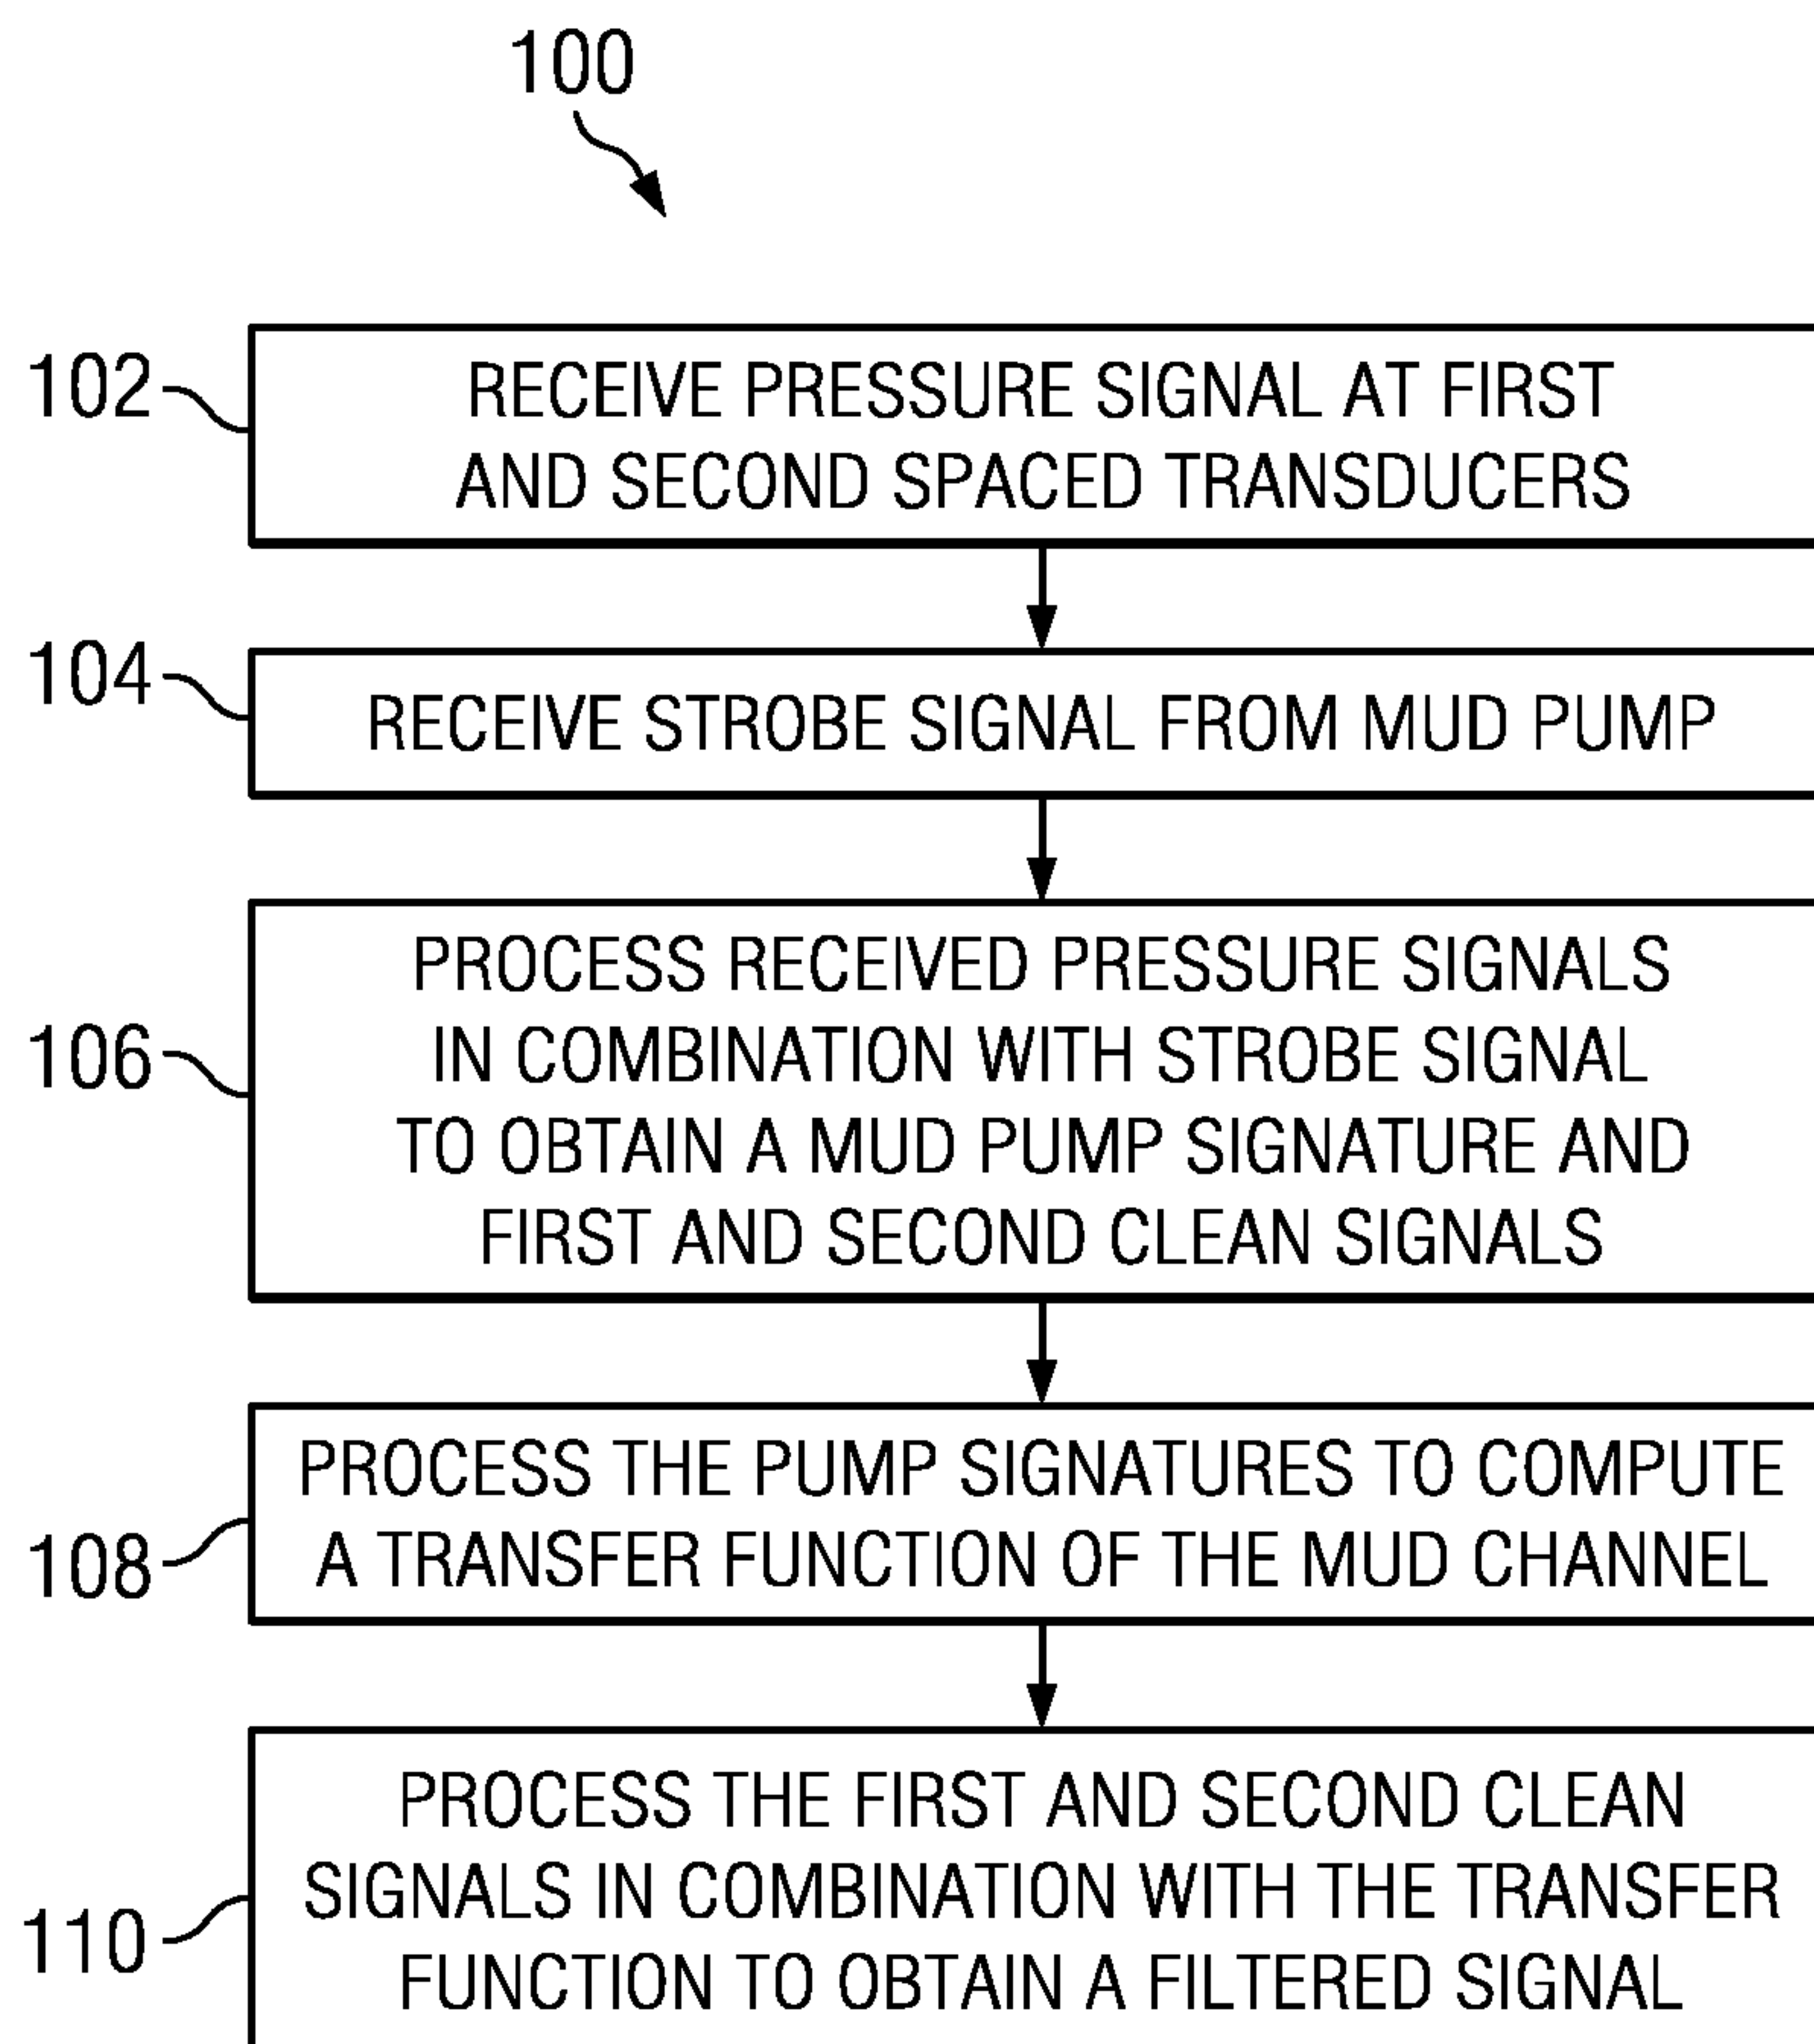 100
102
RECEIVE PRESSURE SIGNAL AT FIRST
AND SECOND SPACED TRANSDUCERS
104
RECEIVE STROBE SIGNAL FROM MUD PUMP
106
PROCESS RECEIVED PRESSURE SIGNALS
IN COMBINATION WITH STROBE SIGNAL
TO OBTAIN A MUD PUMP SIGNATURE AND
FIRST AND SECOND CLEAN SIGNALS
108
PROCESS THE PUMP SIGNATURES TO COMPUTE
A TRANSFER FUNCTION OF THE MUD CHANNEL
110
PROCESS THE FIRST AND SECOND CLEAN
SIGNALS IN COMBINATION WITH THE TRANSFER
FUNCTION TO OBTAIN A FILTERED SIGNAL